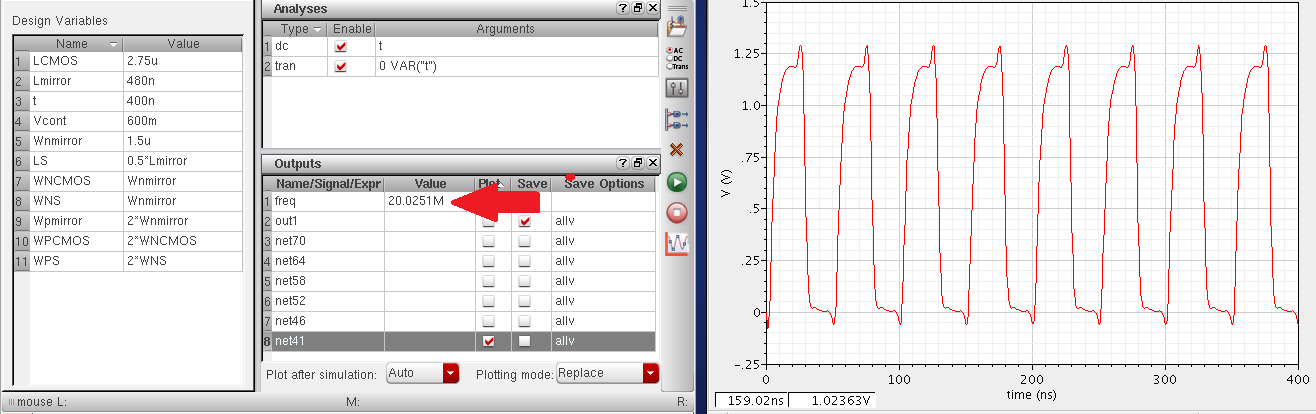 Design Variables
Name Value
1 LCMOS 2.75u
2 Lmirror 480n
3 t 400n
4 Vcont 600m
5 Wnmirror 1.5u
6 LS 0.5*Lmirror
7 WNCMOS Wnmirror
8 WNS Wnmirror
9 Wpmirror 2*Wnmirror
10 WPCMOS 2*WNCMOS
11 WPS 2*WNS
Analyses
Type Enable Arguments
1 dc t
2 tran 0 VAR("t")
Outputs
Name/Signal/Expr Value Plot Save Save Options
1 freq 20.0251M
2 out1 allv
3 net70 allv
4 net64 allv
5 net58 allv
6 net52 allv
7 net46 allv
8 net41 allv
Plot after simulation: Auto Plotting mode: Replace
AC
DC
Trans
mouse L: M: R:
1.5
1.25
1.0
.75
.5
.25
0
-.25
V (V)
0 100 200 300 400
time (ns)
159.02ns 1.02363V